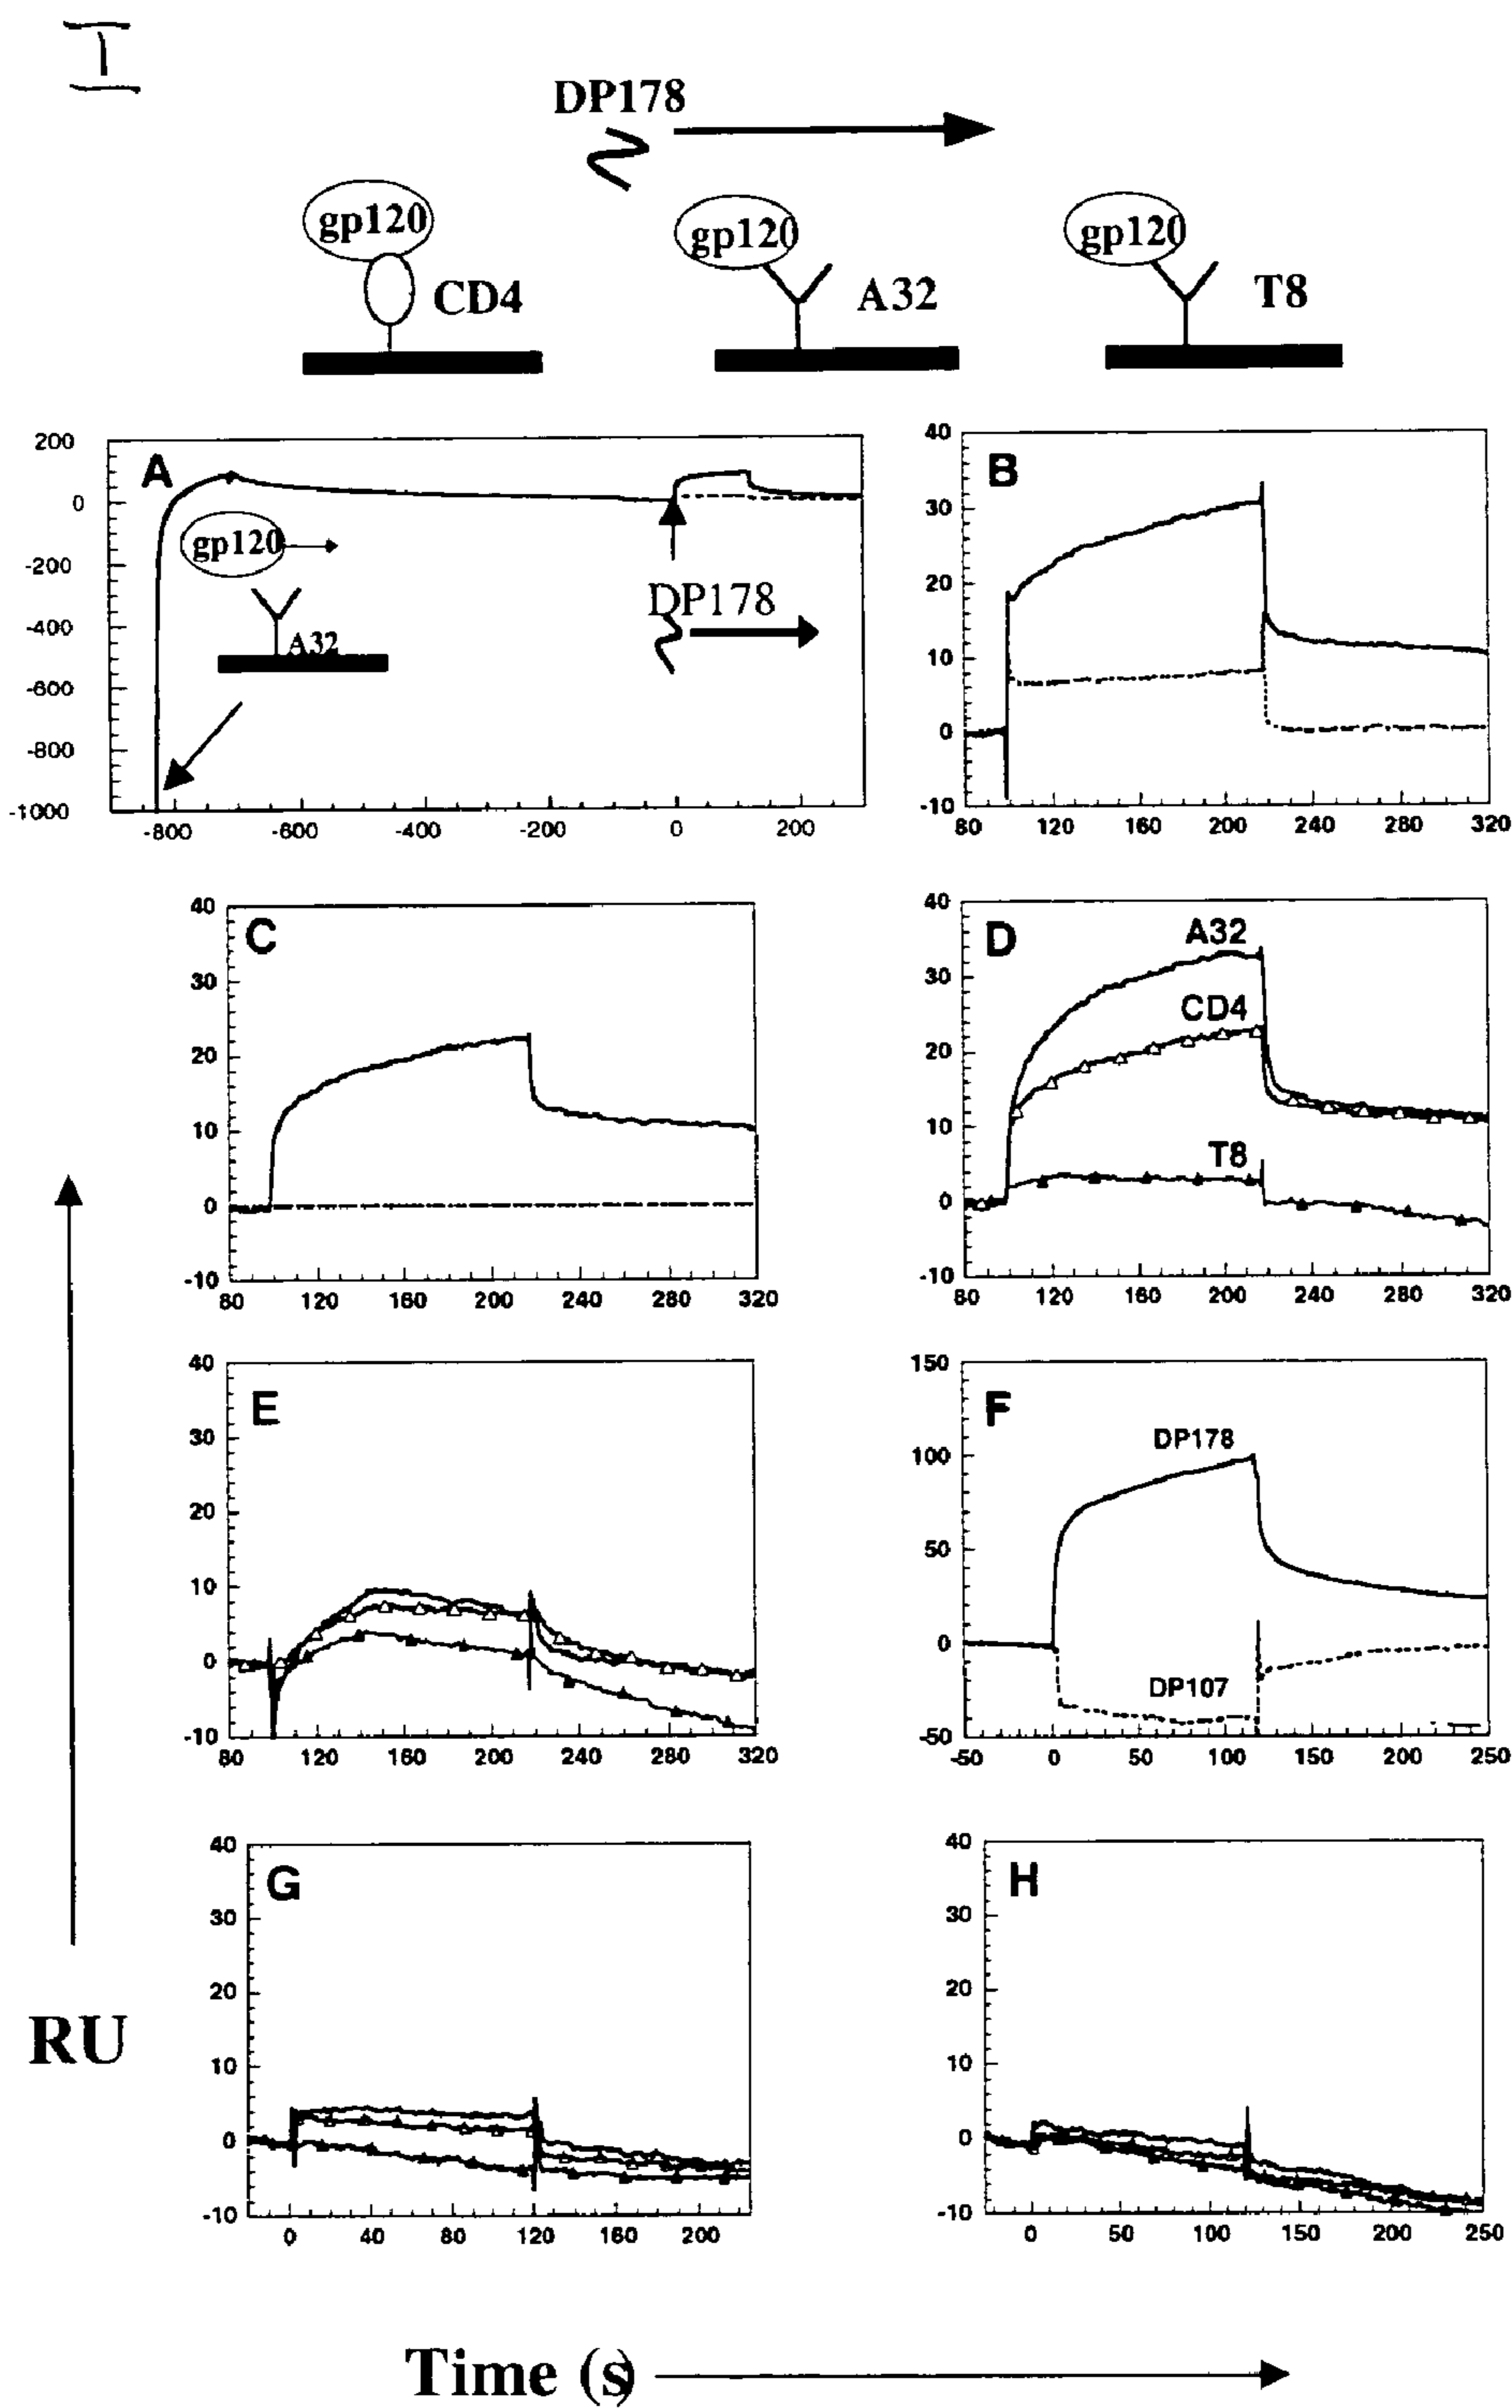 I
DP178
gp120 gp120 gp120
CD4 A32 T8
A
200
0
-200
-400
-600
-800
-1000
gp120
A32
DP178
-800 -600 -400 -200 0 200
B
40
30
20
10
0
-10
80 120 160 200 240 280 320
C
40
30
20
10
0
-10
80 120 160 200 240 280 320
D
40
30
20
10
0
-10
A32
CD4
T8
80 120 160 200 240 280 320
E
40
30
20
10
0
-10
80 120 160 200 240 280 320
F
150
100
50
0
-50
DP178
DP107
-50 0 50 100 150 200 250
G
40
30
20
10
0
-10
0 40 80 120 160 200
H
40
30
20
10
0
-10
0 50 100 150 200 250
RU
Time (s)